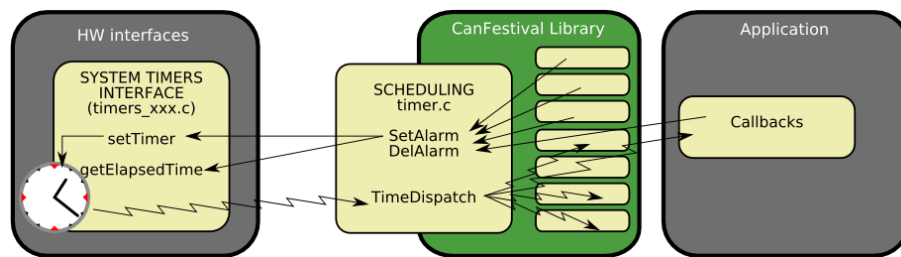 HW interfaces
SYSTEM TIMERS
INTERFACE
(timers_xxx.c)
setTimer
getElapsedTime
SCHEDULING
timer.c
SetAlarm
DelAlarm
TimeDispatch
CanFestival Library
Application
Callbacks